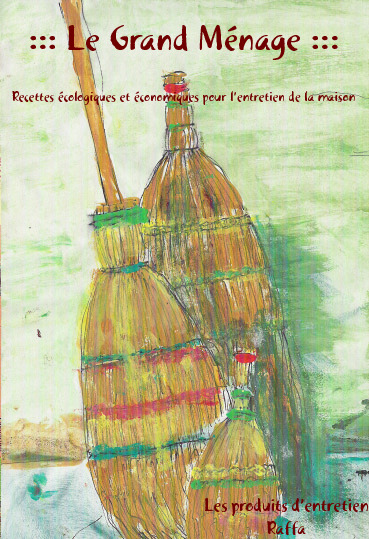 ::: Le Grand Ménage :::
Recettes écologiques et économiques pour l'entretien de la maison
Les produits d'entretien
Raffa